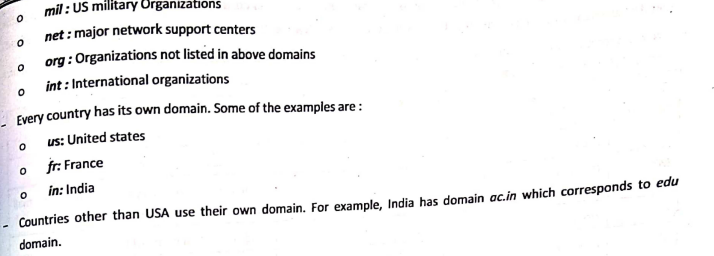 o mil : US military Organizations
o net : major network support centers
o org : Organizations not listed in above domains
o int : International organizations
- Every country has its own domain. Some of the examples are :
o us: United states
o fr: France
o in: India
- Countries other than USA use their own domain. For example, India has domain ac.in which corresponds to edu
domain.